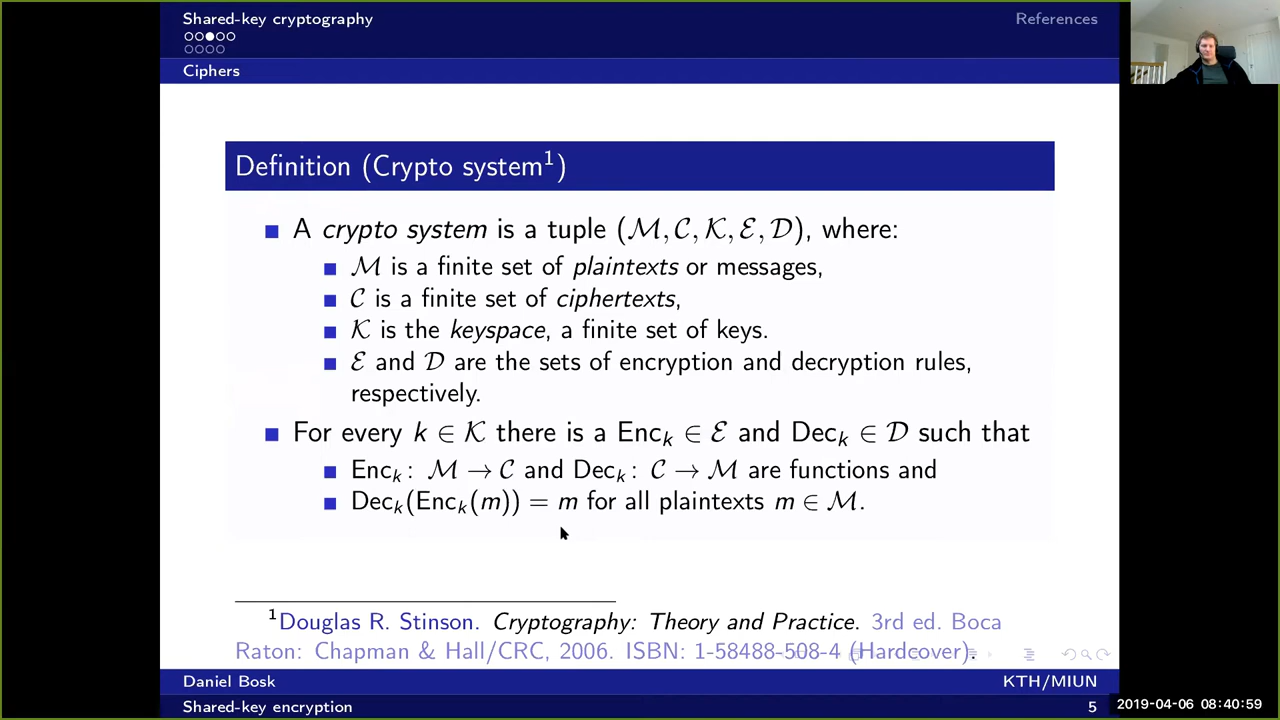 Shared-key cryptography
References
Ciphers
Definition (Crypto system¹)
A crypto system is a tuple (ℳ, 𝒞, 𝒦, ℰ, 𝒟), where:
ℳ is a finite set of plaintexts or messages,
𝒞 is a finite set of ciphertexts,
𝒦 is the keyspace, a finite set of keys.
ℰ and 𝒟 are the sets of encryption and decryption rules,
respectively.
For every k ∈ 𝒦 there is a Encₖ ∈ ℰ and Decₖ ∈ 𝒟 such that
Encₖ: ℳ → 𝒞 and Decₖ: 𝒞 → ℳ are functions and
Decₖ(Encₖ(m)) = m for all plaintexts m ∈ ℳ.
¹Douglas R. Stinson. Cryptography: Theory and Practice. 3rd ed. Boca
Raton: Chapman & Hall/CRC, 2006. ISBN: 1-58488-508-4 (Hardcover).
Daniel Bosk
KTH/MIUN
Shared-key encryption
5
2019-04-06 08:40:59